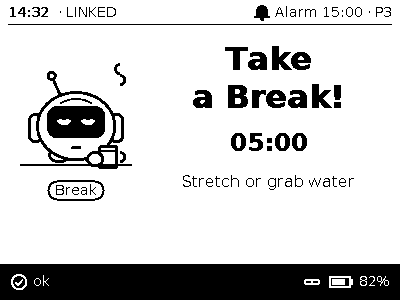 14:32 · LINKED
Alarm 15:00 · P3
Take
a Break!
05:00
Stretch or grab water
Break
ok
82%